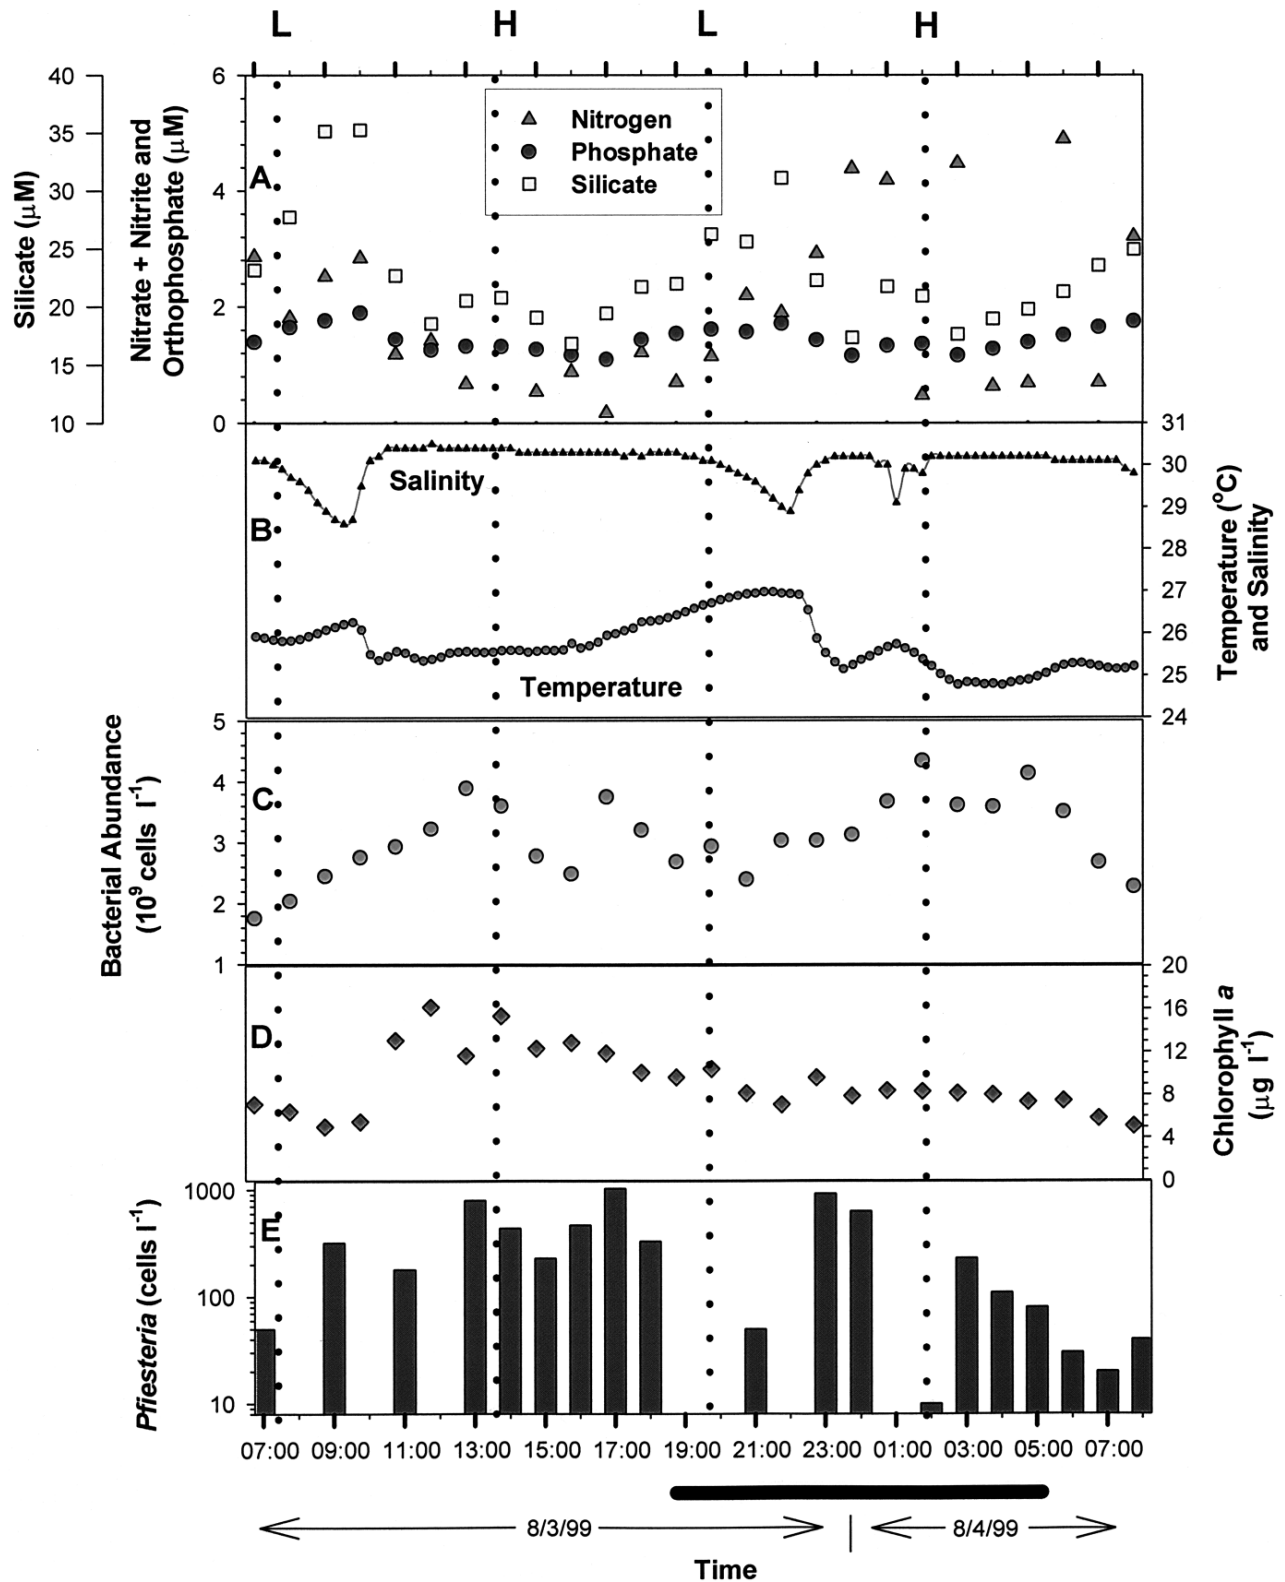 L H L H
40
35
30
25
20
15
10
Silicate (μM)
Nitrate + Nitrite and
Orthophosphate (μM)
6
4
2
0
A
Nitrogen
Phosphate
Silicate
B
Salinity
Temperature
31
30
29
28
27
26
25
24
Temperature (°C)
and Salinity
Bacterial Abundance
(10⁹ cells l⁻¹)
5
4
3
2
1
C
D
20
16
12
8
4
0
Chlorophyll a
(μg l⁻¹)
Pfiesteria (cells l⁻¹)
1000
100
10
E
07:00 09:00 11:00 13:00 15:00 17:00 19:00 21:00 23:00 01:00 03:00 05:00 07:00
8/3/99 8/4/99
Time